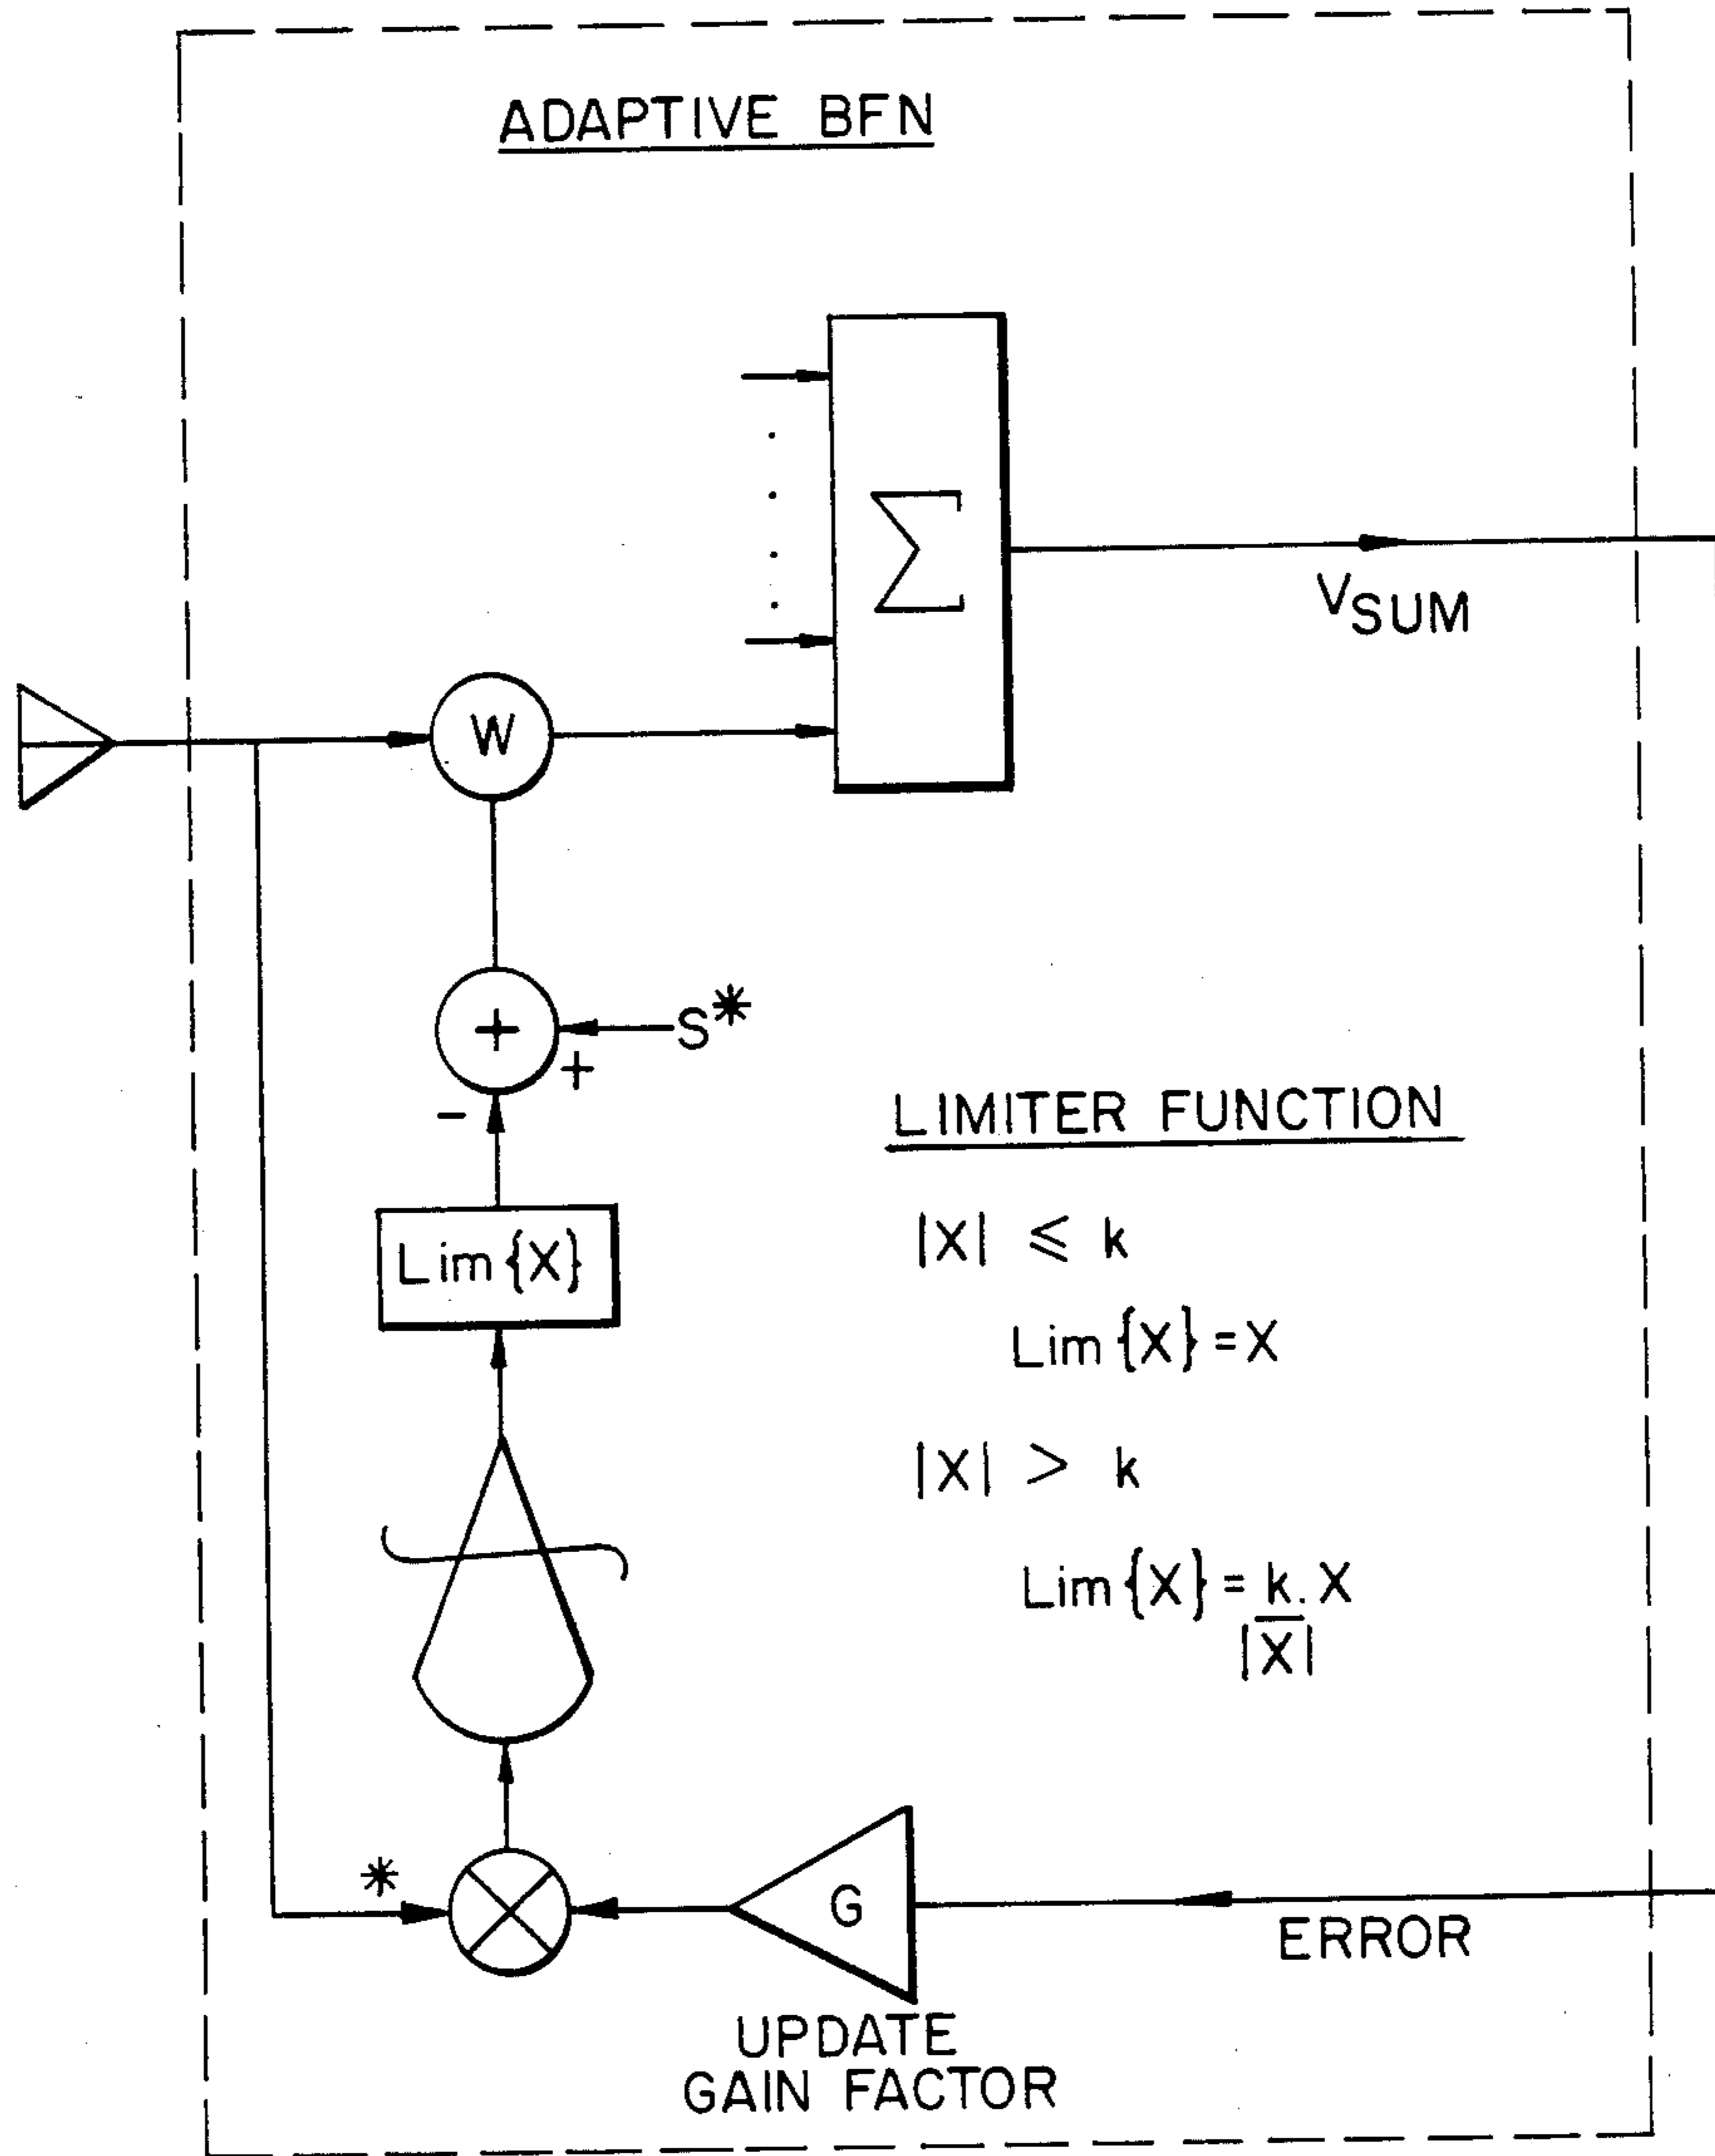 ADAPTIVE BFN
∑
VSUM
W
+
S*
+
-
LIMITER FUNCTION
|X| ⩽ k
Lim{X}
Lim{X} = X
|X| > k
Lim{X} = k/|X| . X
*
G
ERROR
UPDATE
GAIN FACTOR